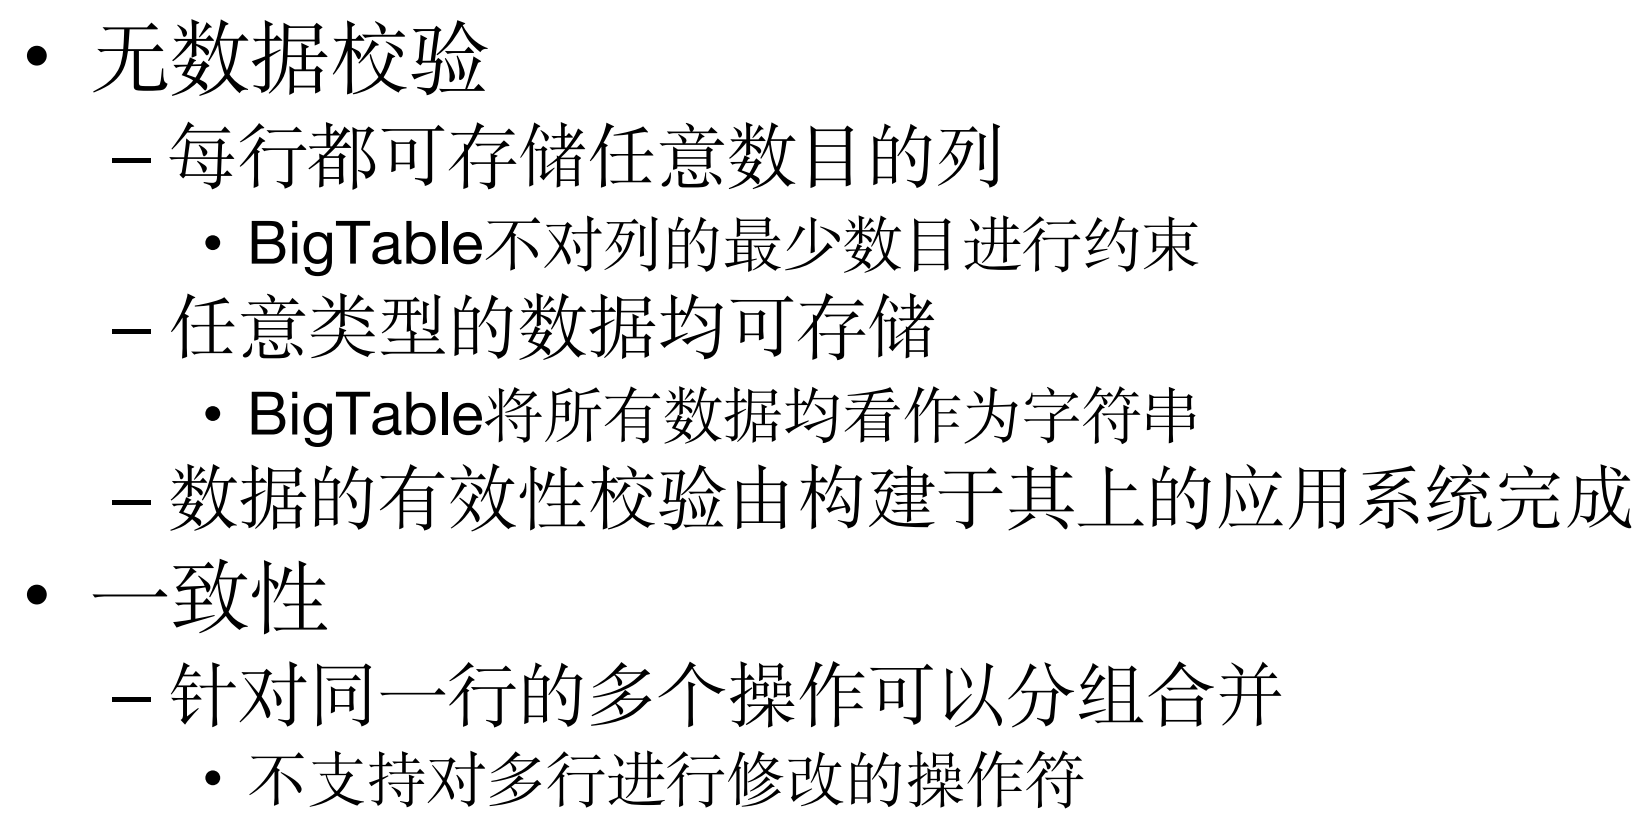 • 无数据校验
– 每行都可存储任意数目的列
• BigTable不对列的最少数目进行约束
– 任意类型的数据均可存储
• BigTable将所有数据均看作为字符串
– 数据的有效性校验由构建于其上的应用系统完成
• 一致性
– 针对同一行的多个操作可以分组合并
• 不支持对多行进行修改的操作符